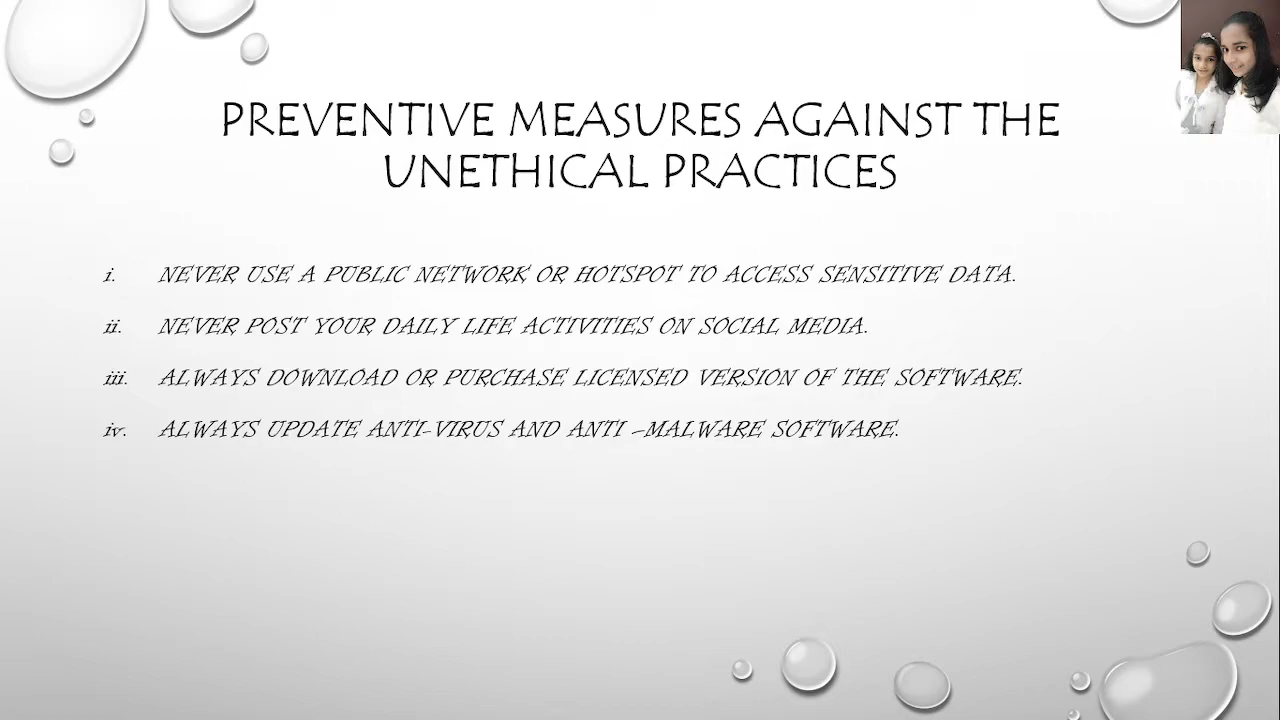 PREVENTIVE MEASURES AGAINST THE
UNETHICAL PRACTICES
i. NEVER USE A PUBLIC NETWORK OR HOTSPOT TO ACCESS SENSITIVE DATA.
ii. NEVER POST YOUR DAILY LIFE ACTIVITIES ON SOCIAL MEDIA.
iii. ALWAYS DOWNLOAD OR PURCHASE LICENSED VERSION OF THE SOFTWARE.
iv. ALWAYS UPDATE ANTI-VIRUS AND ANTI –MALWARE SOFTWARE.